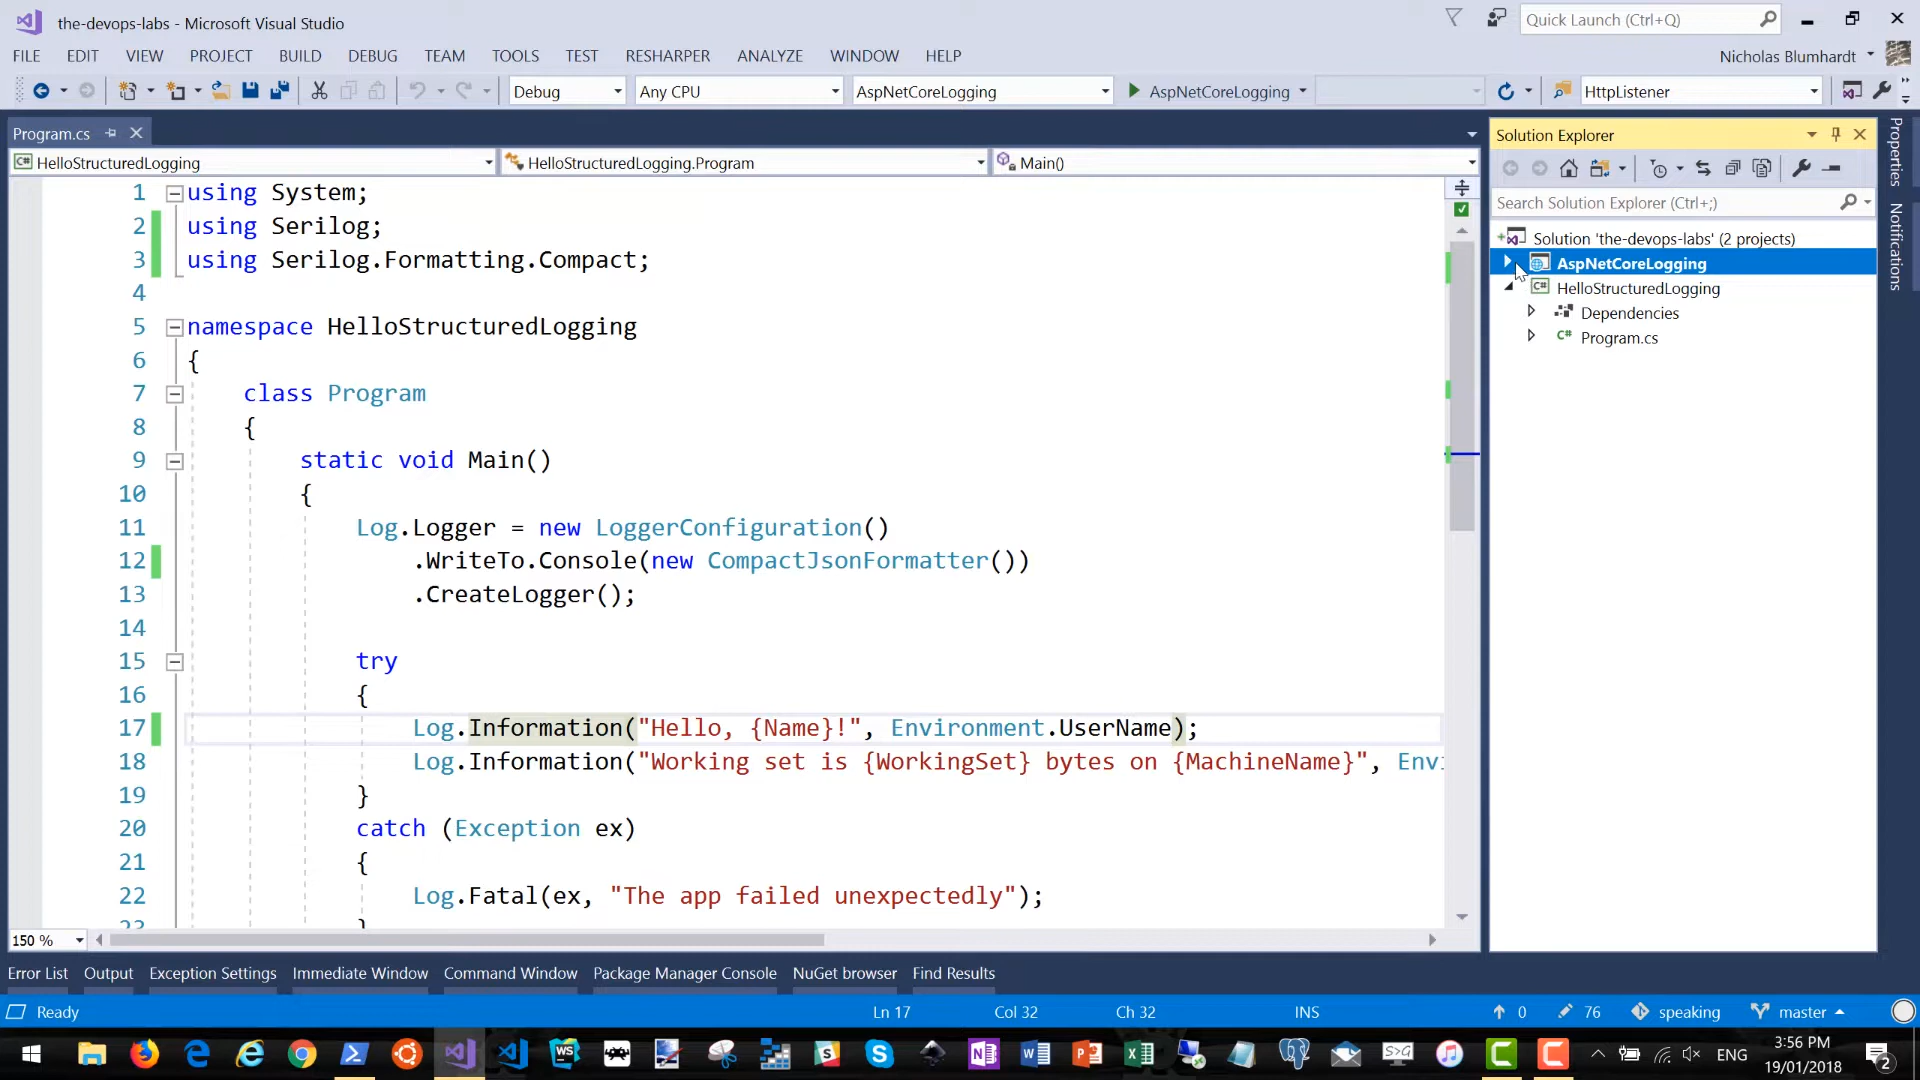 the-devops-labs - Microsoft Visual Studio
Quick Launch (Ctrl+Q)
FILE EDIT VIEW PROJECT BUILD DEBUG TEAM TOOLS TEST RESHARPER ANALYZE WINDOW HELP
Nicholas Blumhardt
Debug Any CPU AspNetCoreLogging AspNetCoreLogging HttpListener
Program.cs
HelloStructuredLogging HelloStructuredLogging.Program Main()
1 using System;
2 using Serilog;
3 using Serilog.Formatting.Compact;
4
5 namespace HelloStructuredLogging
6 {
7 class Program
8 {
9 static void Main()
10 {
11 Log.Logger = new LoggerConfiguration()
12 .WriteTo.Console(new CompactJsonFormatter())
13 .CreateLogger();
14
15 try
16 {
17 Log.Information("Hello, {Name}!", Environment.UserName);
18 Log.Information("Working set is {WorkingSet} bytes on {MachineName}", Envi
19 }
20 catch (Exception ex)
21 {
22 Log.Fatal(ex, "The app failed unexpectedly");
23 }
150 %
Solution Explorer
Search Solution Explorer (Ctrl+;)
Solution 'the-devops-labs' (2 projects)
AspNetCoreLogging
C# HelloStructuredLogging
Dependencies
C# Program.cs
Properties
Notifications
Error List Output Exception Settings Immediate Window Command Window Package Manager Console NuGet browser Find Results
Ready Ln 17 Col 32 Ch 32 INS 0 76 speaking master
WS S>G ENG
3:56 PM
19/01/2018
2